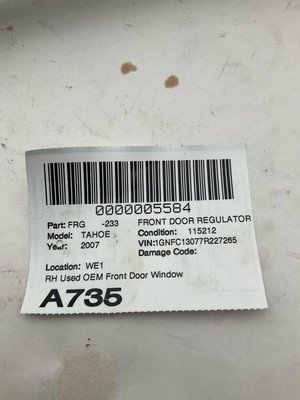 0000005584
Part: FRG -233 FRONT DOOR REGULATOR
Model: TAHOE Condition: 115212
Year: 2007 VIN:1GNFC13077R227265
Damage Code:
Location: WE1
RH Used OEM Front Door Window
A735